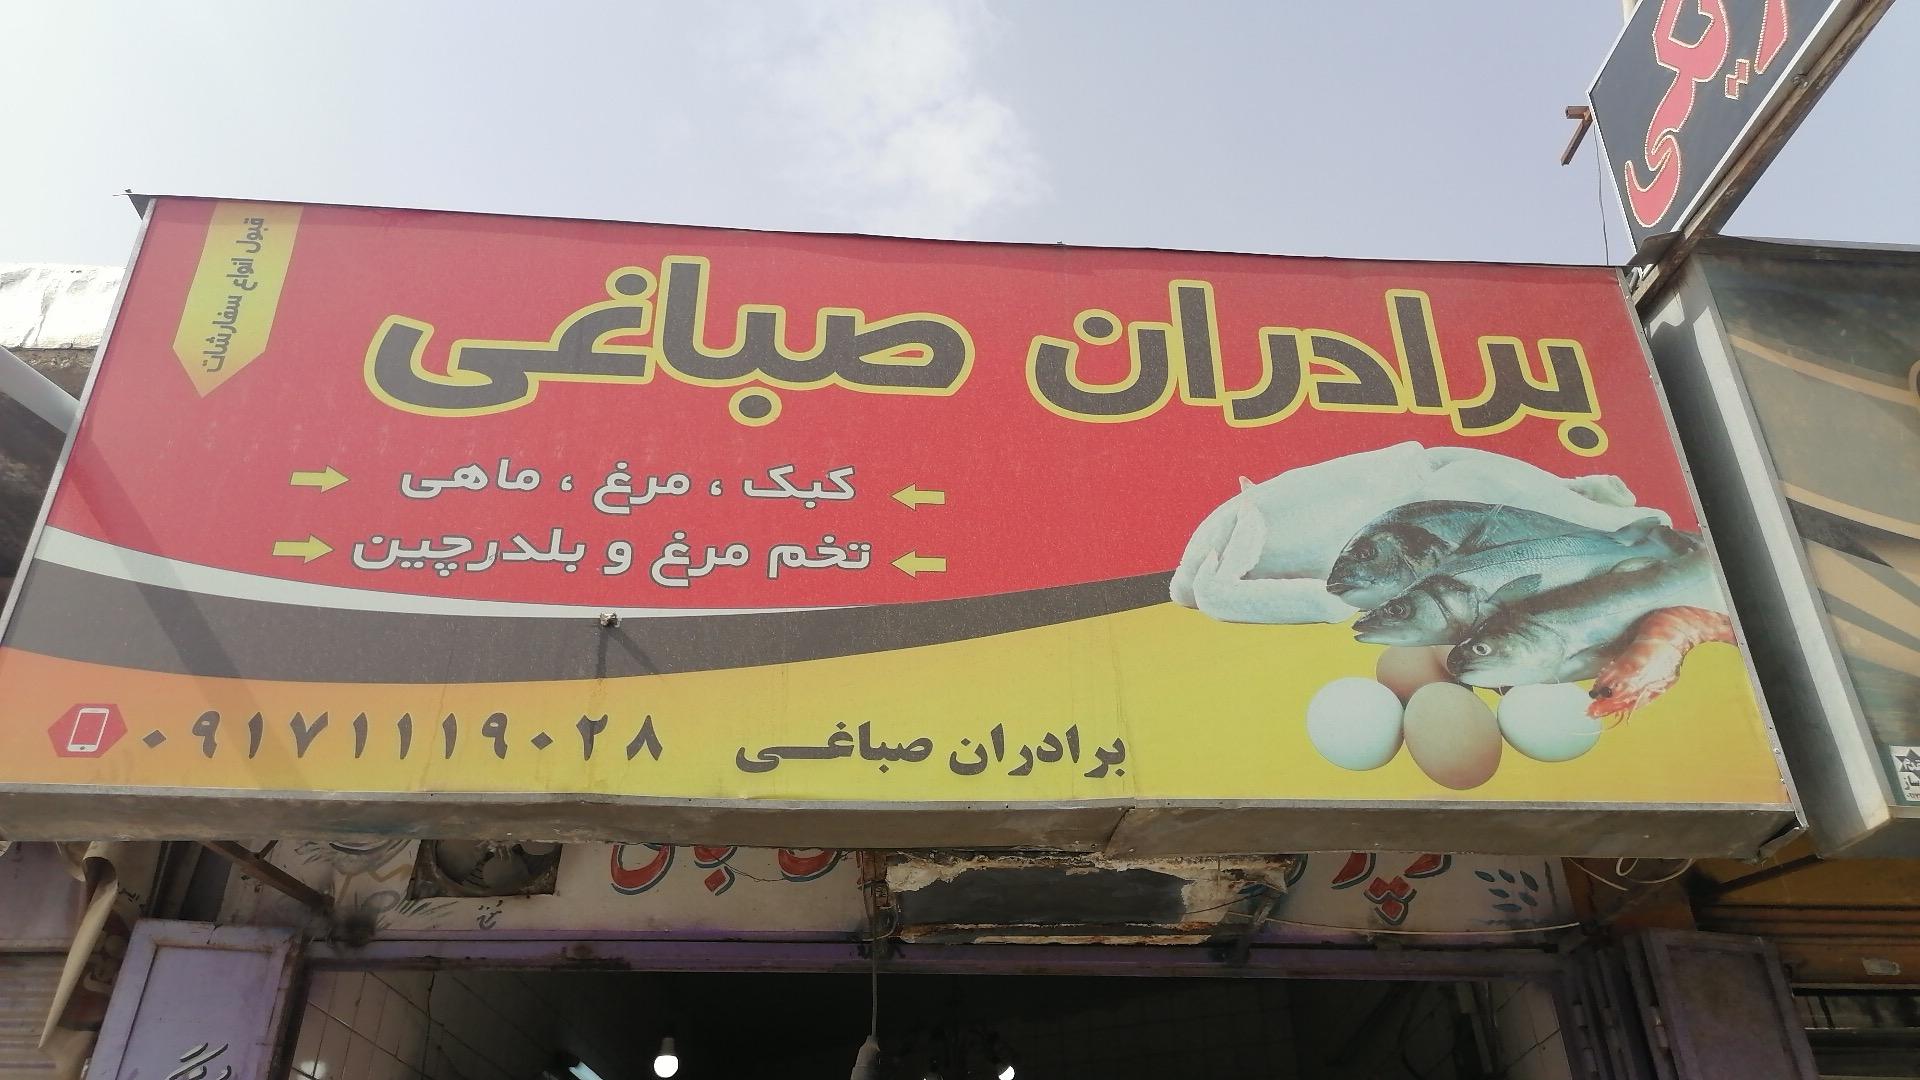 برادران صباغی
قبول انواع سفارشات
کبک ، مرغ ، ماهی
تخم مرغ و بلدرچین
برادران صباغی
۰۹۱۷۱۱۱۹۰۲۸